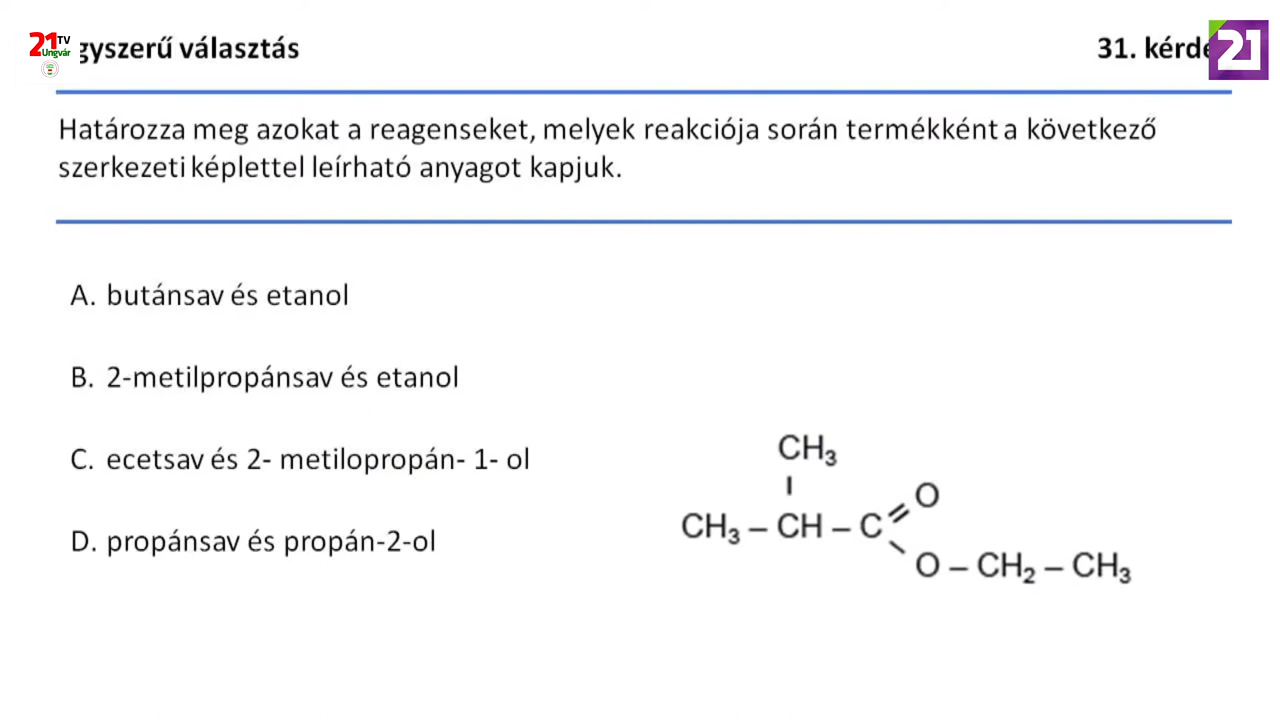 21 TV
Ungvár
gyszerű választás
31. kérdé
21
Határozza meg azokat a reagenseket, melyek reakciója során termékként a következő
szerkezeti képlettel leírható anyagot kapjuk.
A. butánsav és etanol
B. 2-metilpropánsav és etanol
C. ecetsav és 2- metilopropán- 1- ol
D. propánsav és propán-2-ol
CH₃
CH₃ – CH – C
O
O – CH₂ – CH₃